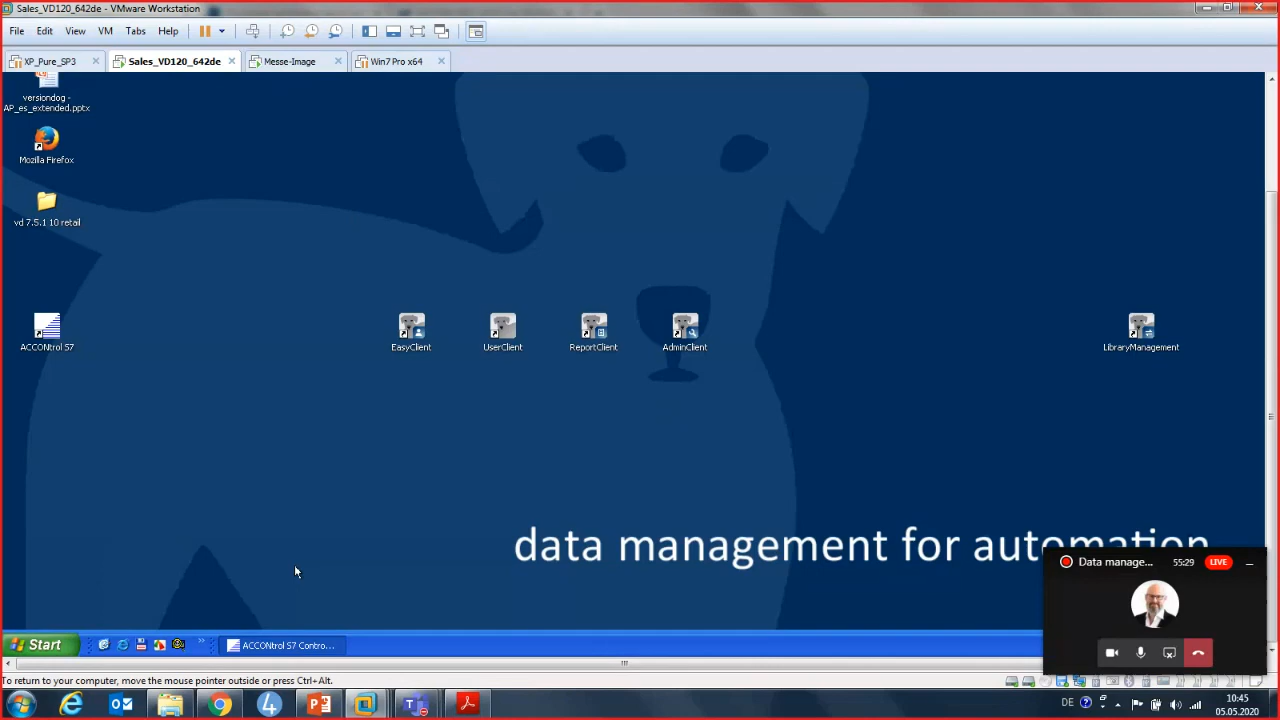 Sales_VD120_642de - VMware Workstation
File Edit View VM Tabs Help
XP_Pure_SP3 Sales_VD120_642de Messe-Image Win7 Pro x64
versiondog -
AP_es_extended.pptx
Mozilla Firefox
vd 7.5.1 10 retail
ACCONtrol S7 EasyClient UserClient ReportClient AdminClient LibraryManagement
data management for automation
Data manage... 55:29 LIVE
Start ACCONtrol S7 Contro...
To return to your computer, move the mouse pointer outside or press Ctrl+Alt.
DE 10:45
05.05.2020